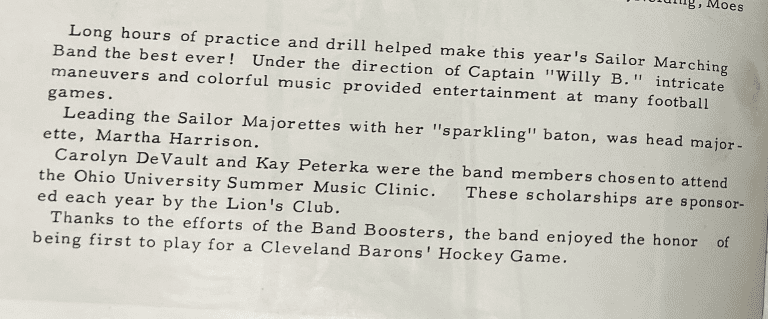 Moes
Long hours of practice and drill helped make this year's Sailor Marching
Band the best ever! Under the direction of Captain "Willy B." intricate
maneuvers and colorful music provided entertainment at many football
games.
Leading the Sailor Majorettes with her "sparkling" baton, was head major-
ette, Martha Harrison.
Carolyn DeVault and Kay Peterka were the band members chosen to attend
the Ohio University Summer Music Clinic. These scholarships are sponsor-
ed each year by the Lion's Club.
Thanks to the efforts of the Band Boosters, the band enjoyed the honor of
being first to play for a Cleveland Barons' Hockey Game.